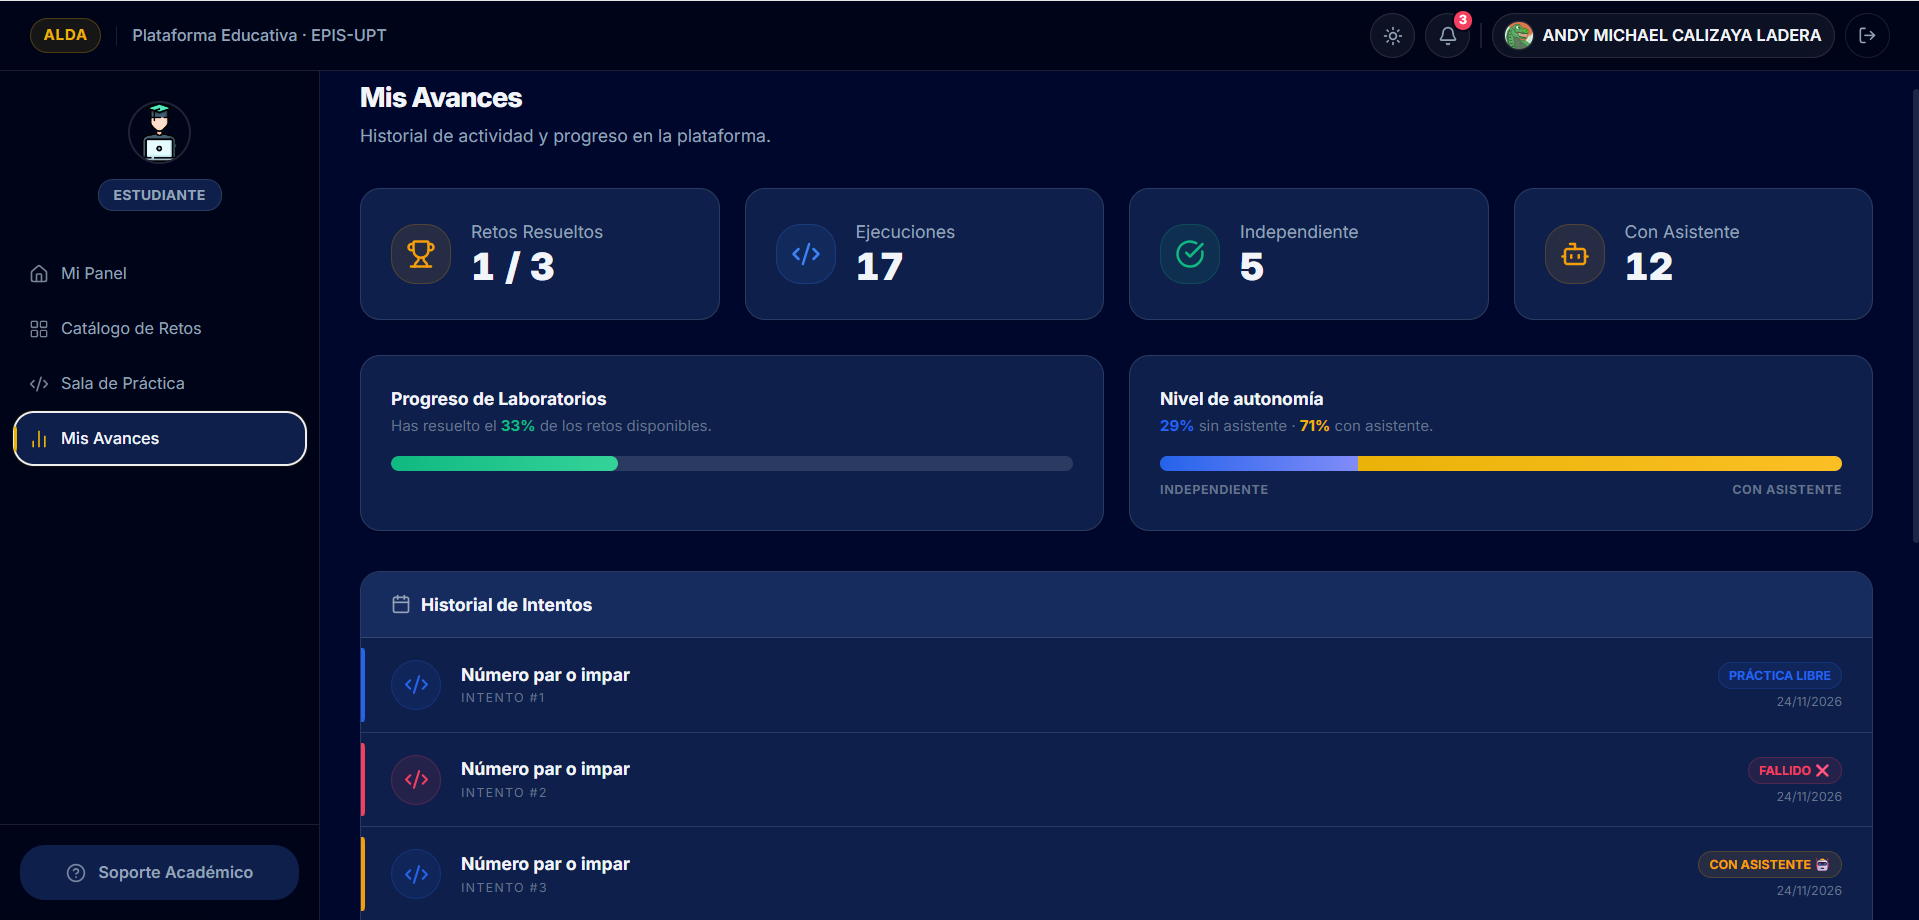 ALDA
Plataforma Educativa · EPIS-UPT
3
ANDY MICHAEL CALIZAYA LADERA
ESTUDIANTE
Mi Panel
Catálogo de Retos
Sala de Práctica
Mis Avances
Soporte Académico
Mis Avances
Historial de actividad y progreso en la plataforma.
Retos Resueltos
1 / 3
Ejecuciones
17
Independiente
5
Con Asistente
12
Progreso de Laboratorios
Has resuelto el 33% de los retos disponibles.
Nivel de autonomía
29% sin asistente · 71% con asistente.
INDEPENDIENTE
CON ASISTENTE
Historial de Intentos
Número par o impar
INTENTO #1
PRÁCTICA LIBRE
24/11/2026
Número par o impar
INTENTO #2
FALLIDO ❌
24/11/2026
Número par o impar
INTENTO #3
CON ASISTENTE
24/11/2026